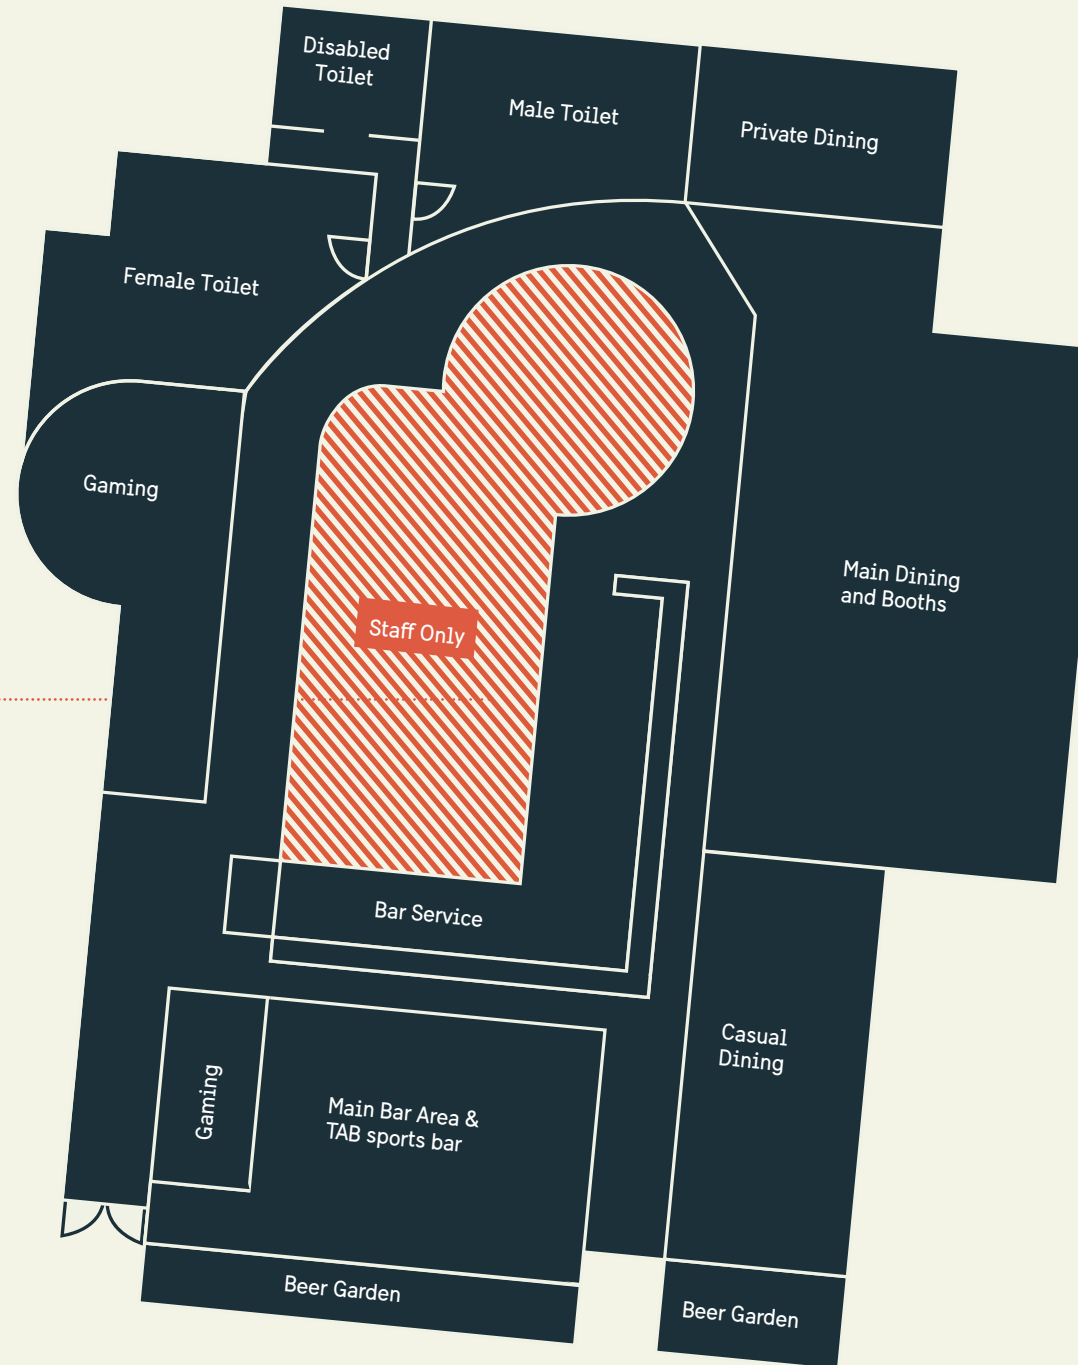 Disabled
Toilet
Male Toilet
Private Dining
Female Toilet
Gaming
Main Dining
and Booths
Staff Only
Bar Service
Casual
Dining
Gaming
Main Bar Area &
TAB sports bar
Beer Garden
Beer Garden